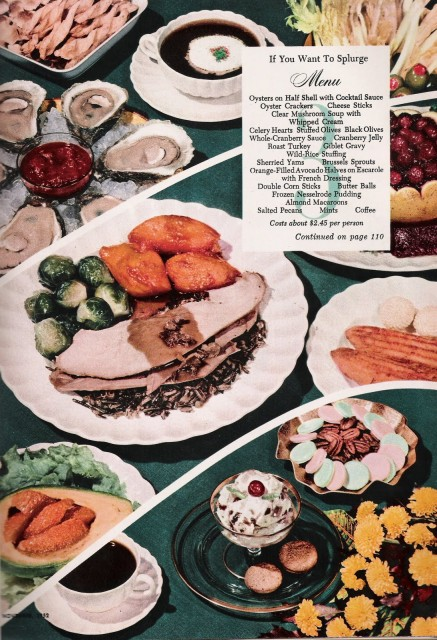 If You Want To Splurge
Menu
3
Oysters on Half Shell with Cocktail Sauce
Oyster Crackers Cheese Sticks
Clear Mushroom Soup with
Whipped Cream
Celery Hearts Stuffed Olives Black Olives
Whole-Cranberry Sauce Cranberry Jelly
Roast Turkey Giblet Gravy
Wild-Rice Stuffing
Sherried Yams Brussels Sprouts
Orange-Filled Avocado Halves on Escarole
with French Dressing
Double Corn Sticks Butter Balls
Frozen Nesselrode Pudding
Almond Macaroons
Salted Pecans Mints Coffee
Costs about $2.45 per person
Continued on page 110